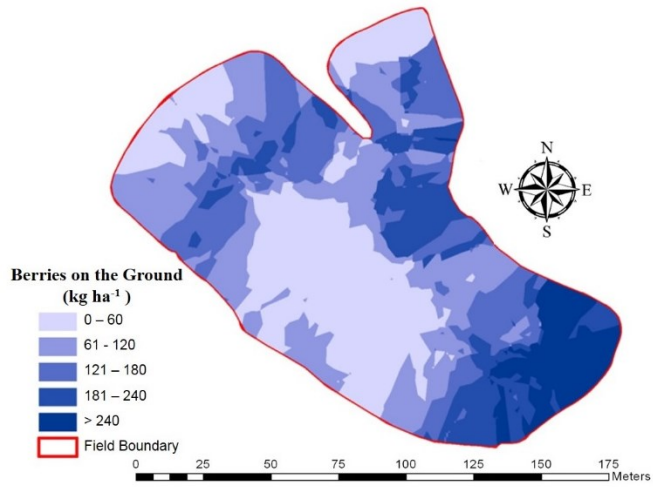 N
W E
S
Berries on the Ground
(kg ha⁻¹ )
0 – 60
61 - 120
121 – 180
181 – 240
> 240
Field Boundary
0 25 50 75 100 125 150 175
Meters